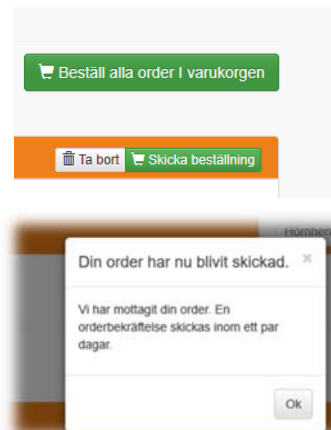 Beställ alla order I varukorgen
Ta bort
Skicka beställning
Hörnhem
Din order har nu blivit skickad. ×
Vi har mottagit din order. En
orderbekräftelse skickas inom ett par
dagar.
Ok